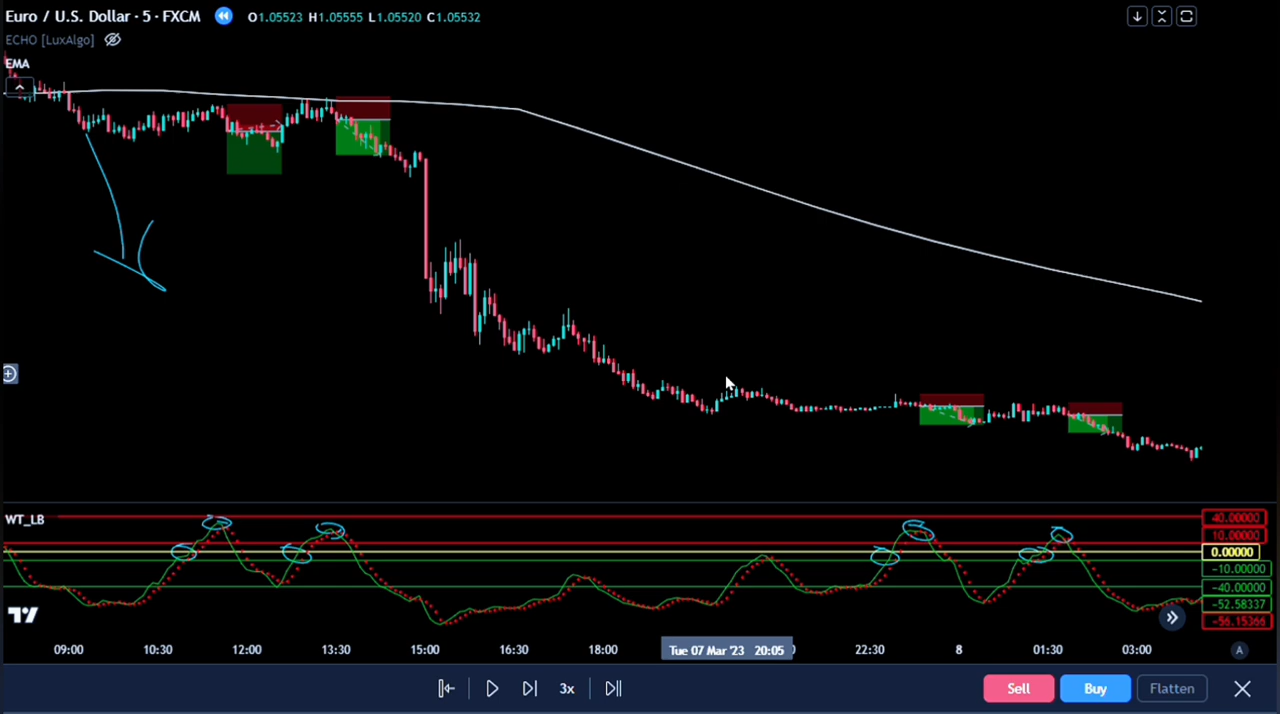 Euro / U.S. Dollar · 5 · FXCM O1.05523 H1.05555 L1.05520 C1.05532
ECHO [LuxAlgo]
EMA
WT_LB
40.00000
10.00000
0.00000
-10.00000
-40.00000
-52.58337
-56.15366
09:00 10:30 12:00 13:30 15:00 16:30 18:00 Tue 07 Mar '23 20:05 22:30 8 01:30 03:00 A
3x Sell Buy Flatten